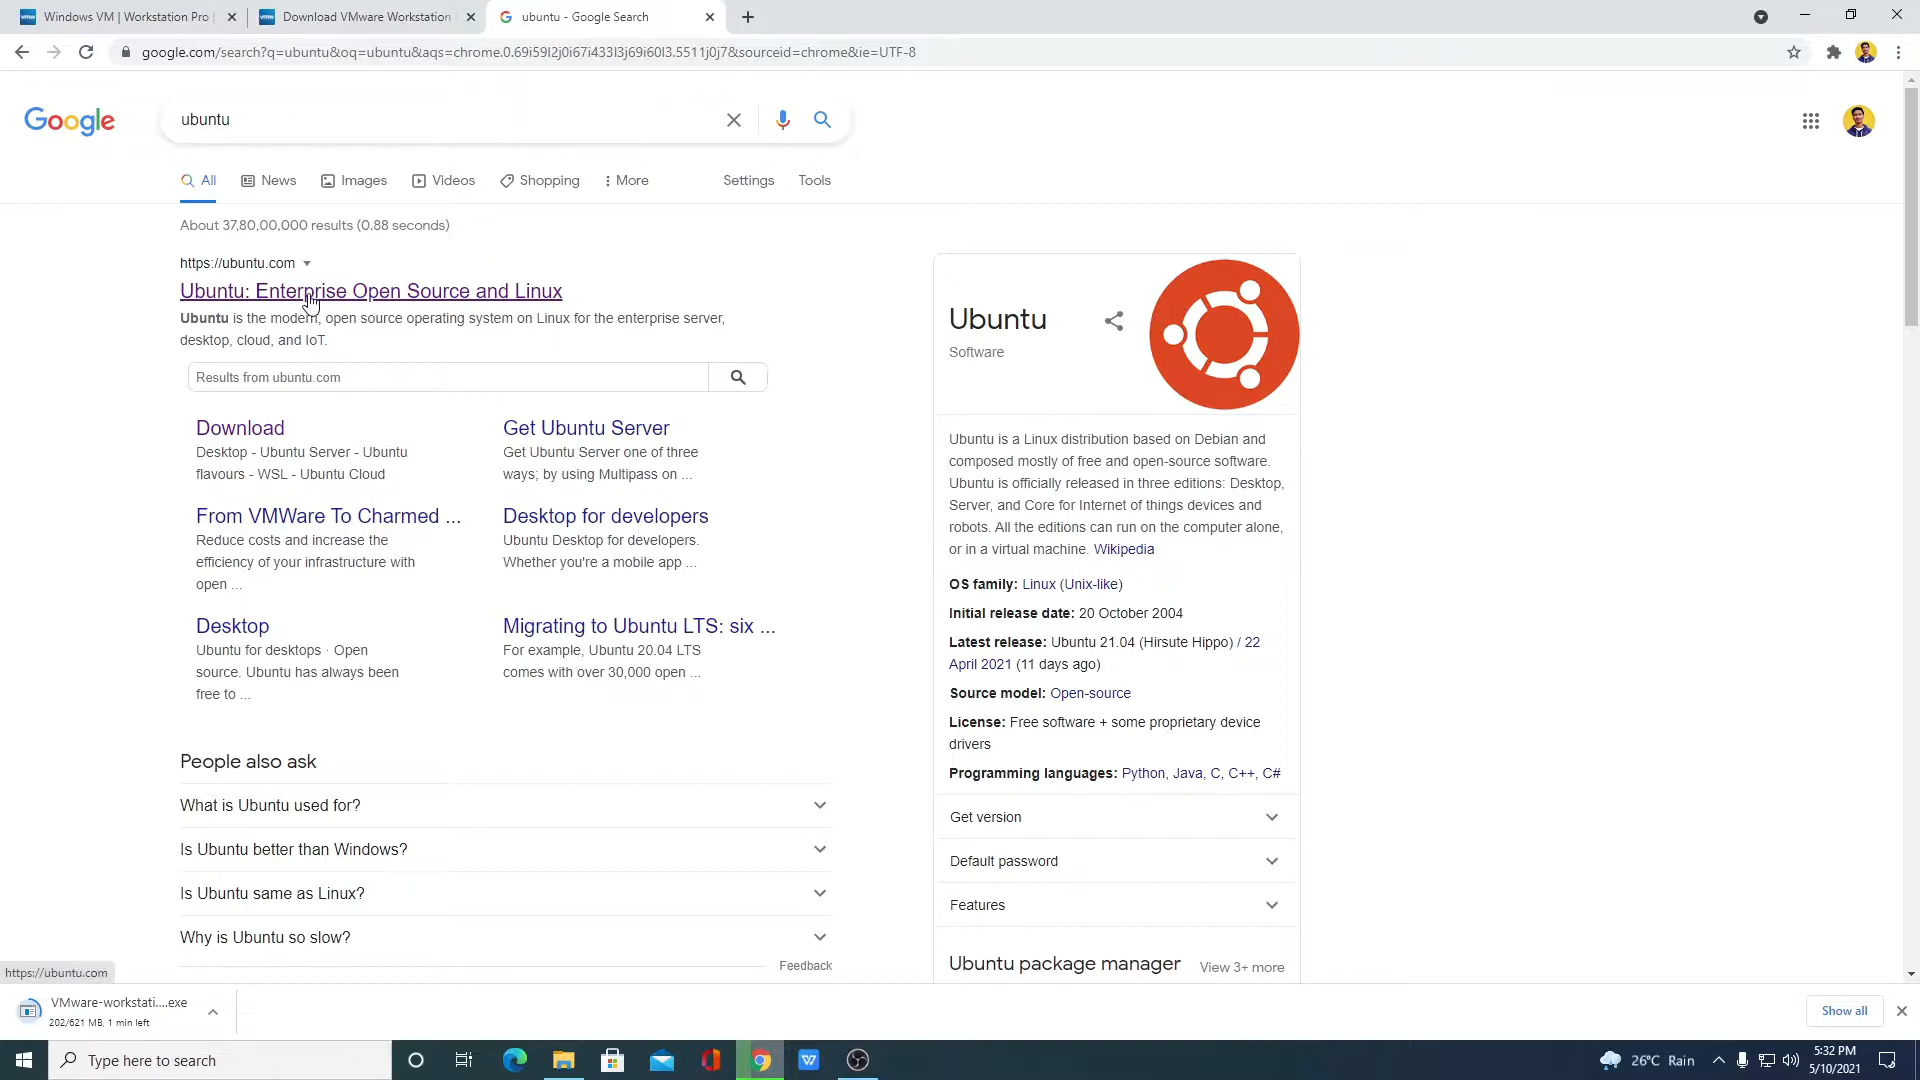 Windows VM | Workstation Pro
Download VMware Workstation
ubuntu - Google Search
google.com/search?q=ubuntu&oq=ubuntu&aqs=chrome.0.69i59l2j0i67i433l3j69i60l3.5511j0j7&sourceid=chrome&ie=UTF-8
Google
ubuntu
All
News
Images
Videos
Shopping
More
Settings
Tools
About 37,80,00,000 results (0.88 seconds)
https://ubuntu.com
Ubuntu: Enterprise Open Source and Linux
Ubuntu is the modern, open source operating system on Linux for the enterprise server,
desktop, cloud, and IoT.
Results from ubuntu.com
Download
Desktop - Ubuntu Server - Ubuntu
flavours - WSL - Ubuntu Cloud
Get Ubuntu Server
Get Ubuntu Server one of three
ways; by using Multipass on ...
From VMWare To Charmed ...
Reduce costs and increase the
efficiency of your infrastructure with
open ...
Desktop for developers
Ubuntu Desktop for developers.
Whether you're a mobile app ...
Desktop
Ubuntu for desktops · Open
source. Ubuntu has always been
free to ...
Migrating to Ubuntu LTS: six ...
For example, Ubuntu 20.04 LTS
comes with over 30,000 open ...
People also ask
What is Ubuntu used for?
Is Ubuntu better than Windows?
Is Ubuntu same as Linux?
Why is Ubuntu so slow?
Feedback
Ubuntu
Software
Ubuntu is a Linux distribution based on Debian and
composed mostly of free and open-source software.
Ubuntu is officially released in three editions: Desktop,
Server, and Core for Internet of things devices and
robots. All the editions can run on the computer alone,
or in a virtual machine. Wikipedia
OS family: Linux (Unix-like)
Initial release date: 20 October 2004
Latest release: Ubuntu 21.04 (Hirsute Hippo) / 22
April 2021 (11 days ago)
Source model: Open-source
License: Free software + some proprietary device
drivers
Programming languages: Python, Java, C, C++, C#
Get version
Default password
Features
Ubuntu package manager
View 3+ more
https://ubuntu.com
VMware-workstati....exe
202/621 MB, 1 min left
Show all
Type here to search
26°C Rain
5:32 PM
5/10/2021